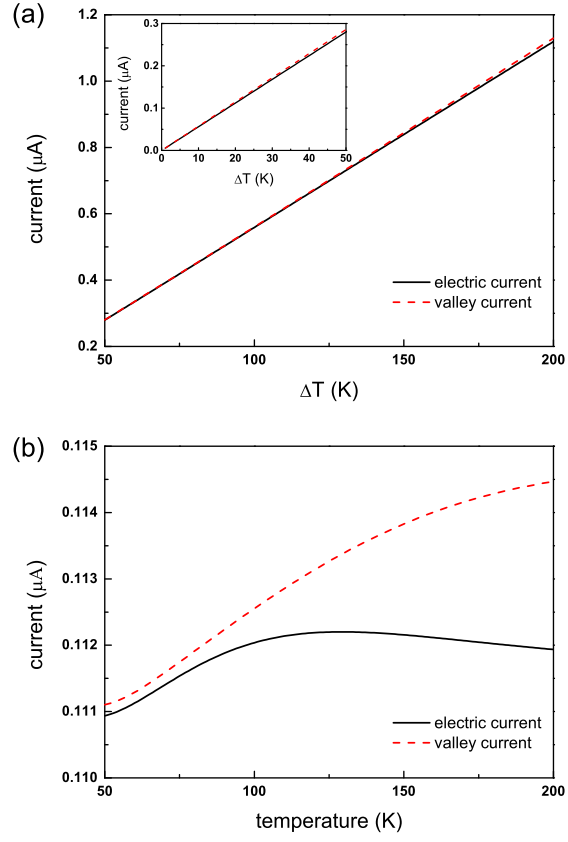 (a)
1.2
1.0
0.8
0.6
0.4
0.2
current (μA)
50
100
150
200
ΔT (K)
electric current
valley current
0.3
0.2
0.1
0.0
current (μA)
0
10
20
30
40
50
ΔT (K)
(b)
0.115
0.114
0.113
0.112
0.111
0.110
current (μA)
50
100
150
200
temperature (K)
electric current
valley current